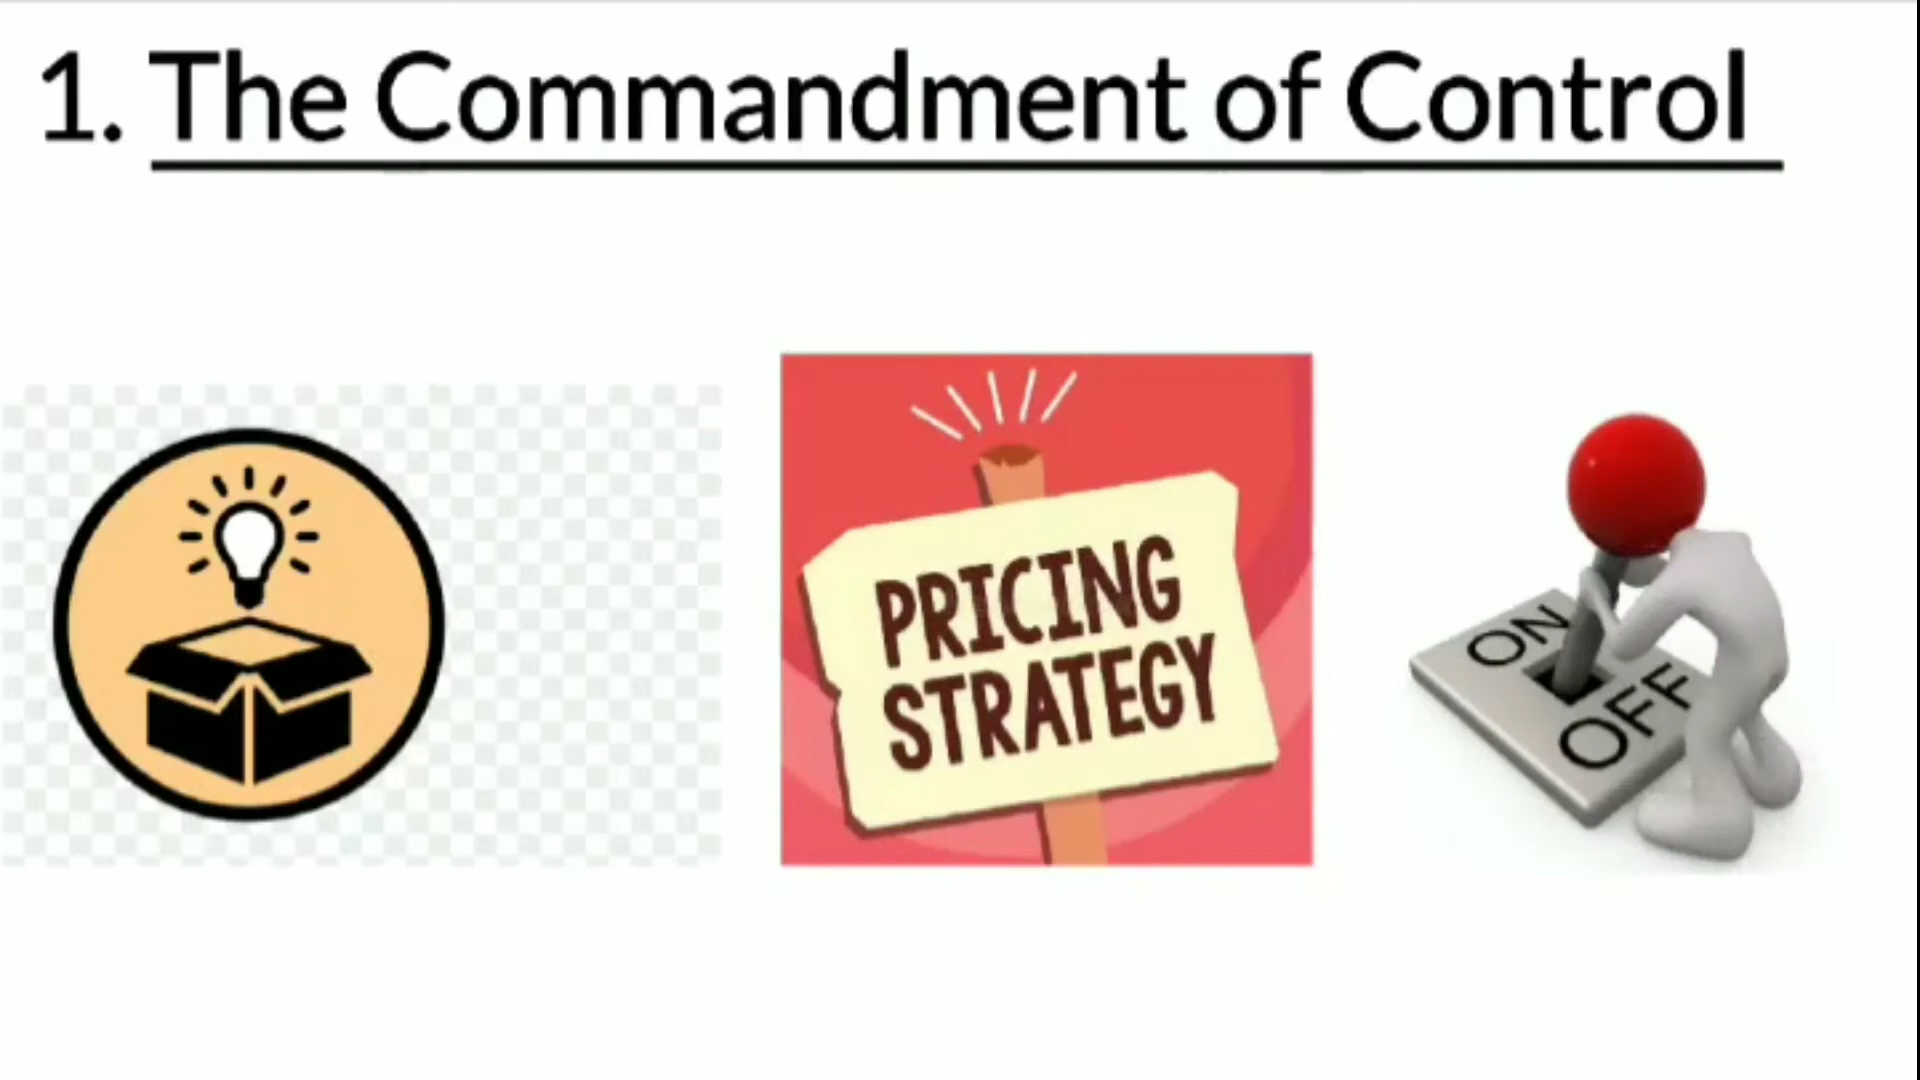 1. The Commandment of Control
PRICING
STRATEGY
ON
OFF